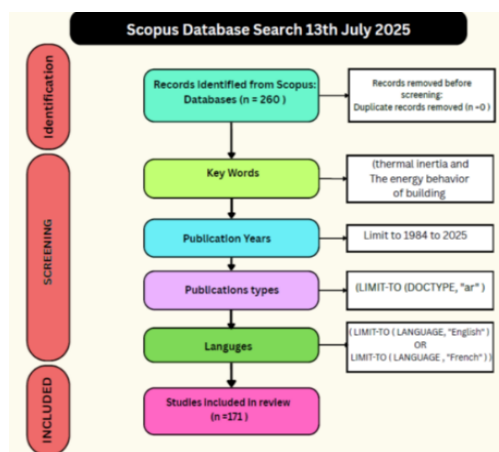 Scopus Database Search 13th July 2025
Identification
Records identified from Scopus:
Databases (n = 260 )
Records removed before
screening:
Duplicate records removed (n =0 )
SCREENING
Key Words
(thermal inertia and
The energy behavior
of building
Publication Years
Limit to 1984 to 2025
Publications types
(LIMIT-TO (DOCTYPE, "ar" )
Languges
( LIMIT-TO ( LANGUAGE, "English" )
OR
LIMIT-TO ( LANGUAGE , "French" ) )
INCLUDED
Studies included in review
(n =171 )